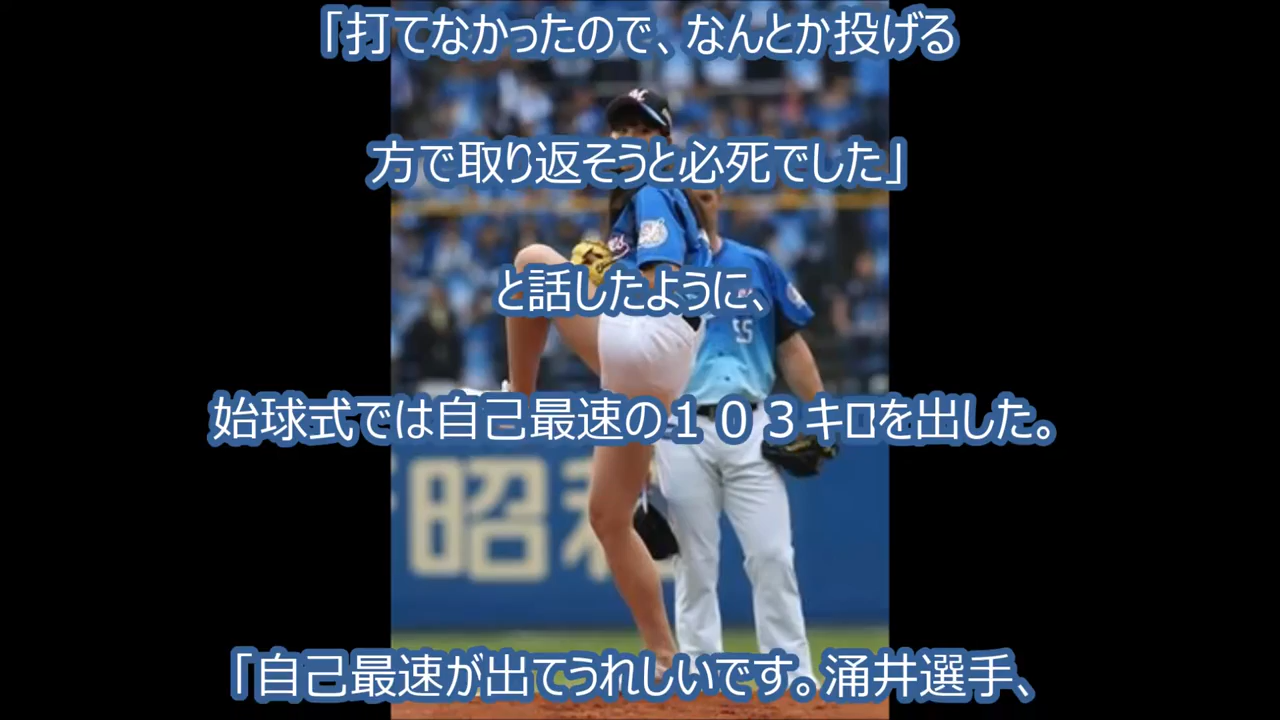 「打てなかったので、なんとか投げる
方で取り返そうと必死でした」
と話したように、
始球式では自己最速の１０３キロを出した。
「自己最速が出てうれしいです。涌井選手、
M
55
昭和